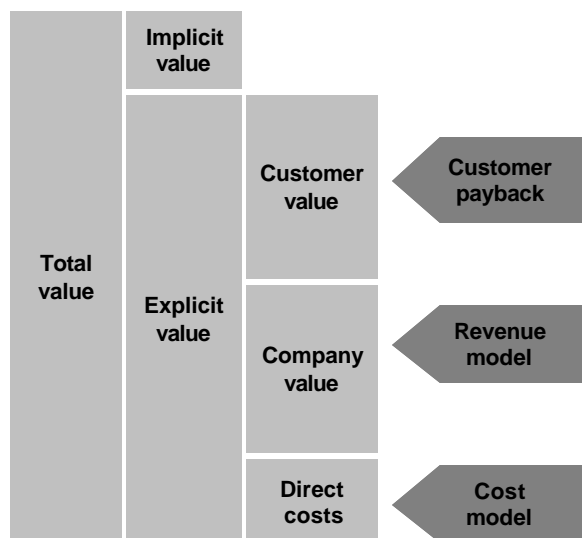 Implicit
value
Customer
value
Customer
payback
Total
value
Explicit
value
Company
value
Revenue
model
Direct
costs
Cost
model